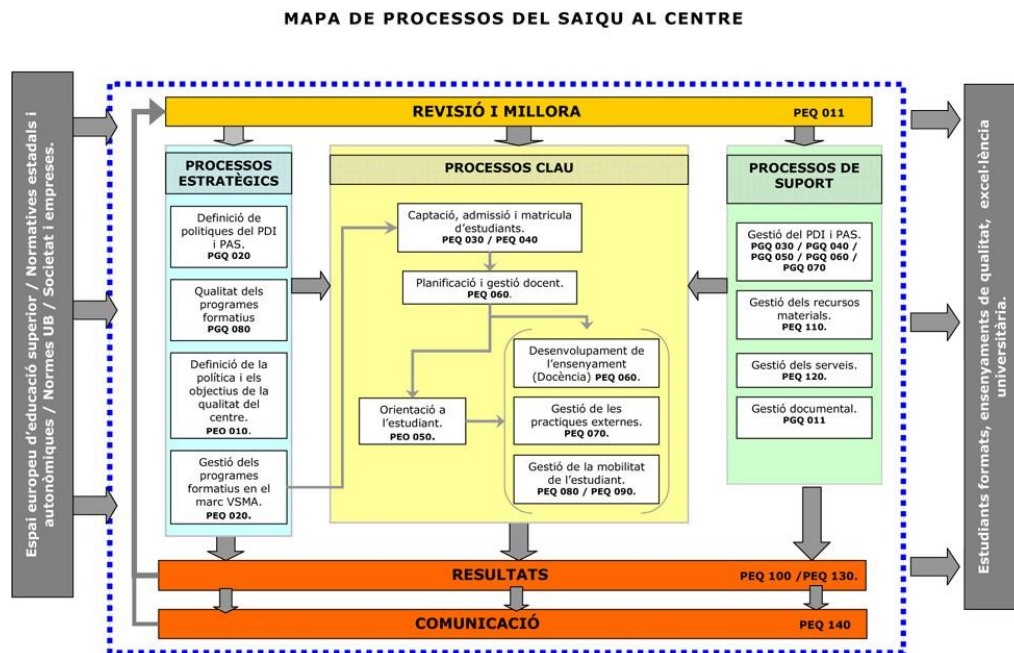 MAPA DE PROCESSOS DEL SAIQU AL CENTRE
Espai europeu d'educació superior / Normatives estadals i
autonòmiques / Normes UB / Societat i empreses.
REVISIÓ I MILLORA
PEQ 011
PROCESSOS
ESTRATÈGICS
Definició de
politiques del PDI
i PAS.
PGQ 020
Qualitat dels
programes
formatius
PGQ 080
Definició de la
política i els
objectius de la
qualitat del
centre.
PEO 010.
Gestió dels
programes
formatius en el
marc VSMA.
PEO 020.
PROCESSOS CLAU
Captació, admissió i matricula
d'estudiants.
PEQ 030 / PEQ 040
Planificació i gestió docent.
PEQ 060.
Desenvolupament de
l'ensenyament
(Docència) PEQ 060.
Orientació a
l'estudiant.
PEO 050.
Gestió de les
practiques externes.
PEQ 070.
Gestió de la mobilitat
de l'estudiant.
PEQ 080 / PEQ 090.
PROCESSOS DE
SUPORT
Gestió del PDI i PAS.
PGQ 030 / PGQ 040 /
PGQ 050 / PGQ 060 /
PGQ 070
Gestió dels recursos
materials.
PEQ 110.
Gestió dels serveis.
PEQ 120.
Gestió documental.
PGQ 011
RESULTATS
PEQ 100 /PEQ 130.
COMUNICACIÓ
PEQ 140
Estudiants formats, ensenyaments de qualitat, excel·lència
universitària.